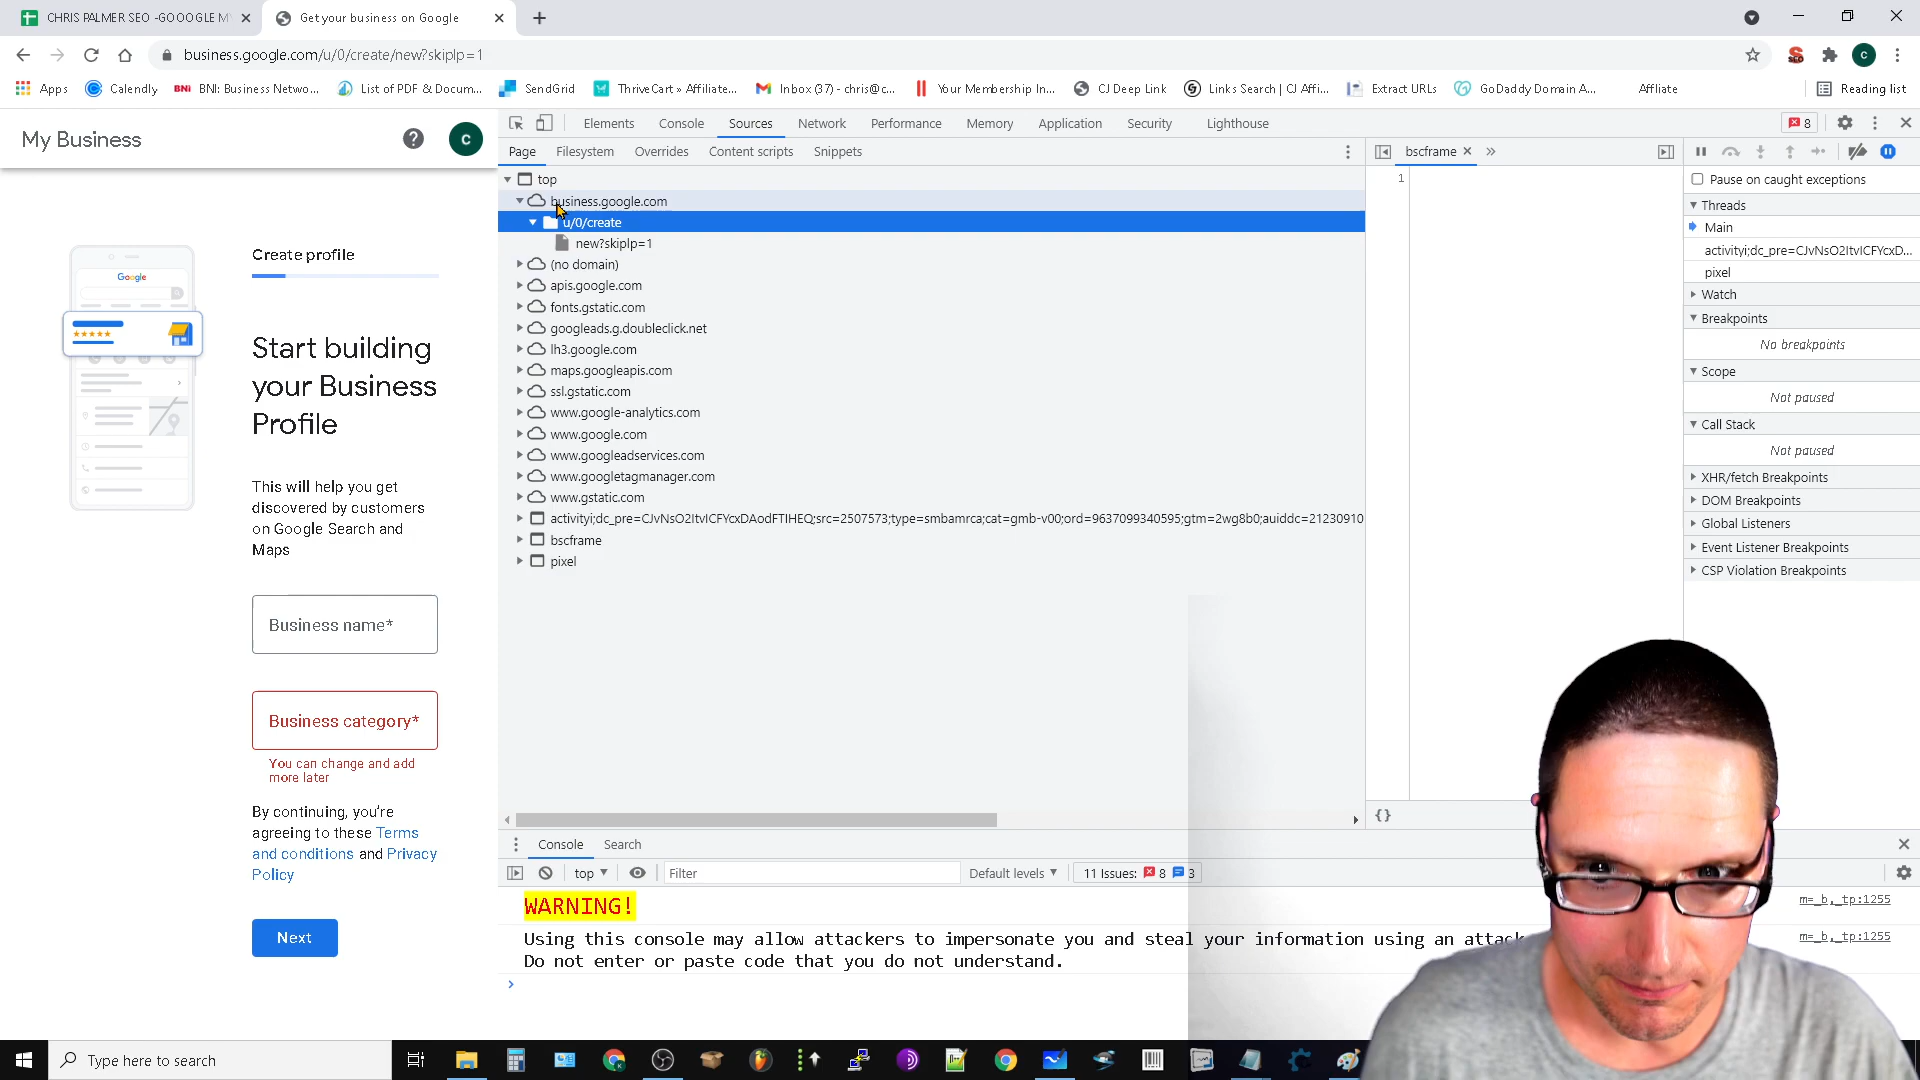 CHRIS PALMER SEO -GOOOGLE M
Get your business on Google
business.google.com/u/0/create/new?skiplp=1
Apps
Calendly
BNI BNI: Business Netwo...
List of PDF & Docum...
SendGrid
ThriveCart » Affiliate...
Inbox (37) - chris@c...
Your Membership In...
CJ Deep Link
Links Search | CJ Affi...
Extract URLs
GoDaddy Domain A...
Affliate
Reading list
My Business
C
Elements
Console
Sources
Network
Performance
Memory
Application
Security
Lighthouse
8
Page
Filesystem
Overrides
Content scripts
Snippets
bscframe
1
top
business.google.com
u/0/create
new?skiplp=1
(no domain)
apis.google.com
fonts.gstatic.com
googleads.g.doubleclick.net
lh3.google.com
maps.googleapis.com
ssl.gstatic.com
www.google-analytics.com
www.google.com
www.googleadservices.com
www.googletagmanager.com
www.gstatic.com
activityi;dc_pre=CJvNsO2ItvICFYcxDAodFTIHEQ;src=2507573;type=smbamrca;cat=gmb-v00;ord=9637099340595;gtm=2wg8b0;auiddc=21230910
bscframe
pixel
Pause on caught exceptions
Threads
Main
activityi;dc_pre=CJvNsO2ItvICFYcxD...
pixel
Watch
Breakpoints
No breakpoints
Scope
Not paused
Call Stack
Not paused
XHR/fetch Breakpoints
DOM Breakpoints
Global Listeners
Event Listener Breakpoints
CSP Violation Breakpoints
Google
Create profile
Start building
your Business
Profile
This will help you get
discovered by customers
on Google Search and
Maps
Business name*
Business category*
You can change and add
more later
By continuing, you're
agreeing to these Terms
and conditions and Privacy
Policy
Next
{}
Console
Search
top
Filter
Default levels
11 Issues: 8 3
WARNING!
m=_b,_tp:1255
Using this console may allow attackers to impersonate you and steal your information using an attack
m=_b,_tp:1255
Do not enter or paste code that you do not understand.
Type here to search